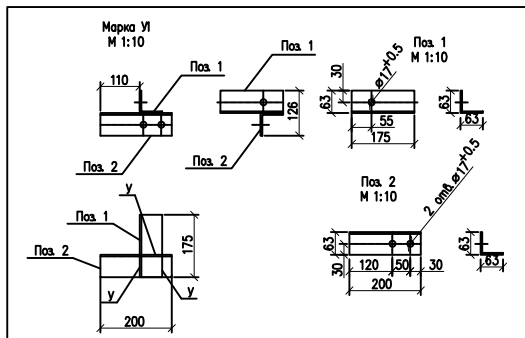 Марка У1
М 1:10
110
Поз. 1
Поз. 2
Поз. 1
126
Поз. 2
Поз. 1
М 1:10
ø17+0.5
30
63
55
175
63
у
Поз. 1
Поз. 2
175
у
у
200
Поз. 2
М 1:10
2 отв.ø17+0.5
63
30
120
50
30
200
63